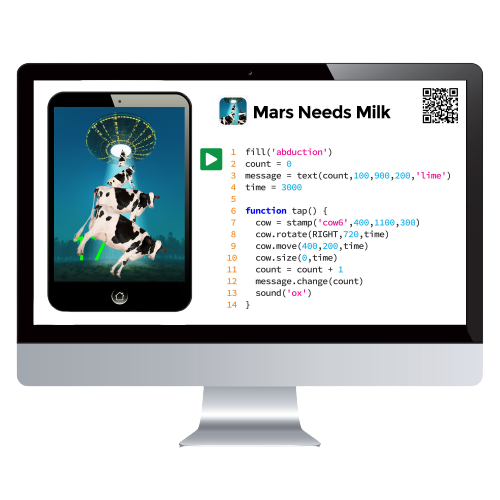 Mars Needs Milk
1 fill('abduction')
2 count = 0
3 message = text(count,100,900,200,'lime')
4 time = 3000
5
6 function tap() {
7   cow = stamp('cow6',400,1100,300)
8   cow.rotate(RIGHT,720,time)
9   cow.move(400,200,time)
10   cow.size(0,time)
11   count = count + 1
12   message.change(count)
13   sound('ox')
14 }